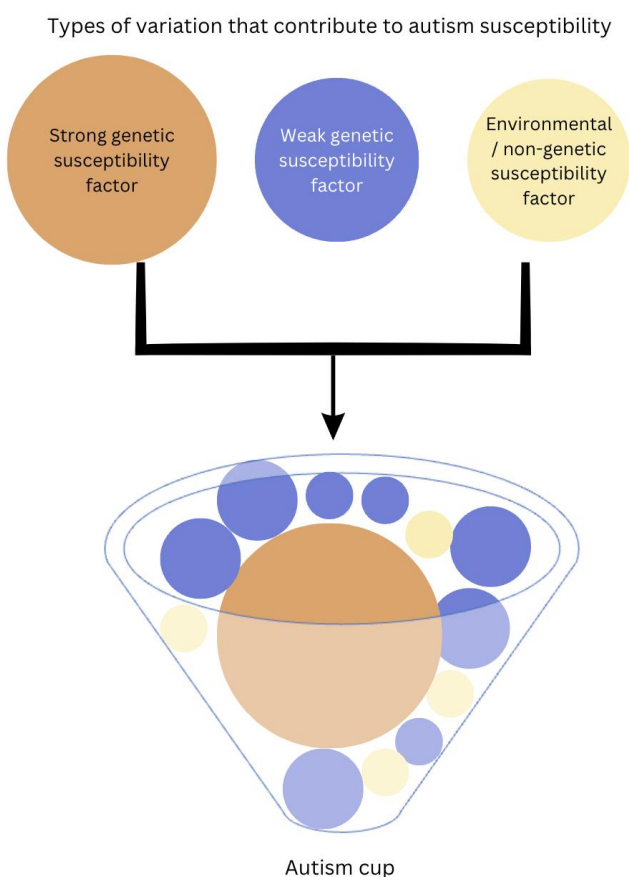 Types of variation that contribute to autism susceptibility
Strong genetic
susceptibility
factor
Weak genetic
susceptibility
factor
Environmental
/ non-genetic
susceptibility
factor
Autism cup